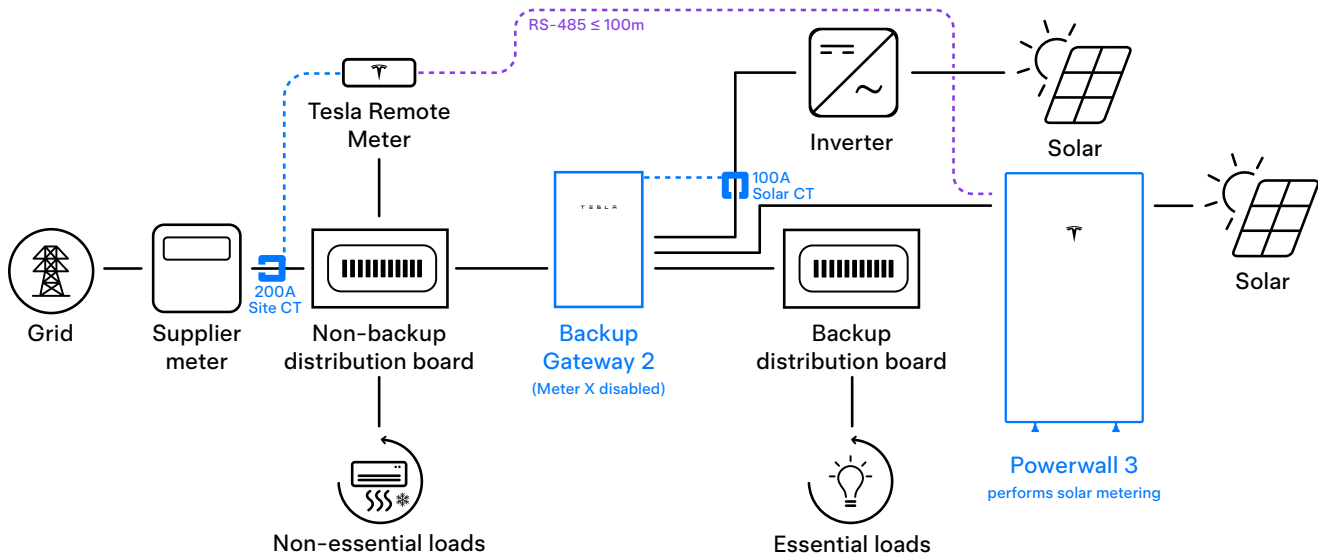 RS-485 ≤ 100m
Tesla Remote
Meter
Inverter
Solar
100A
Solar CT
TESLA
200A
Site CT
Grid
Supplier
meter
Non-backup
distribution board
Backup
Gateway 2
(Meter X disabled)
Backup
distribution board
Solar
Powerwall 3
performs solar metering
Non-essential loads
Essential loads